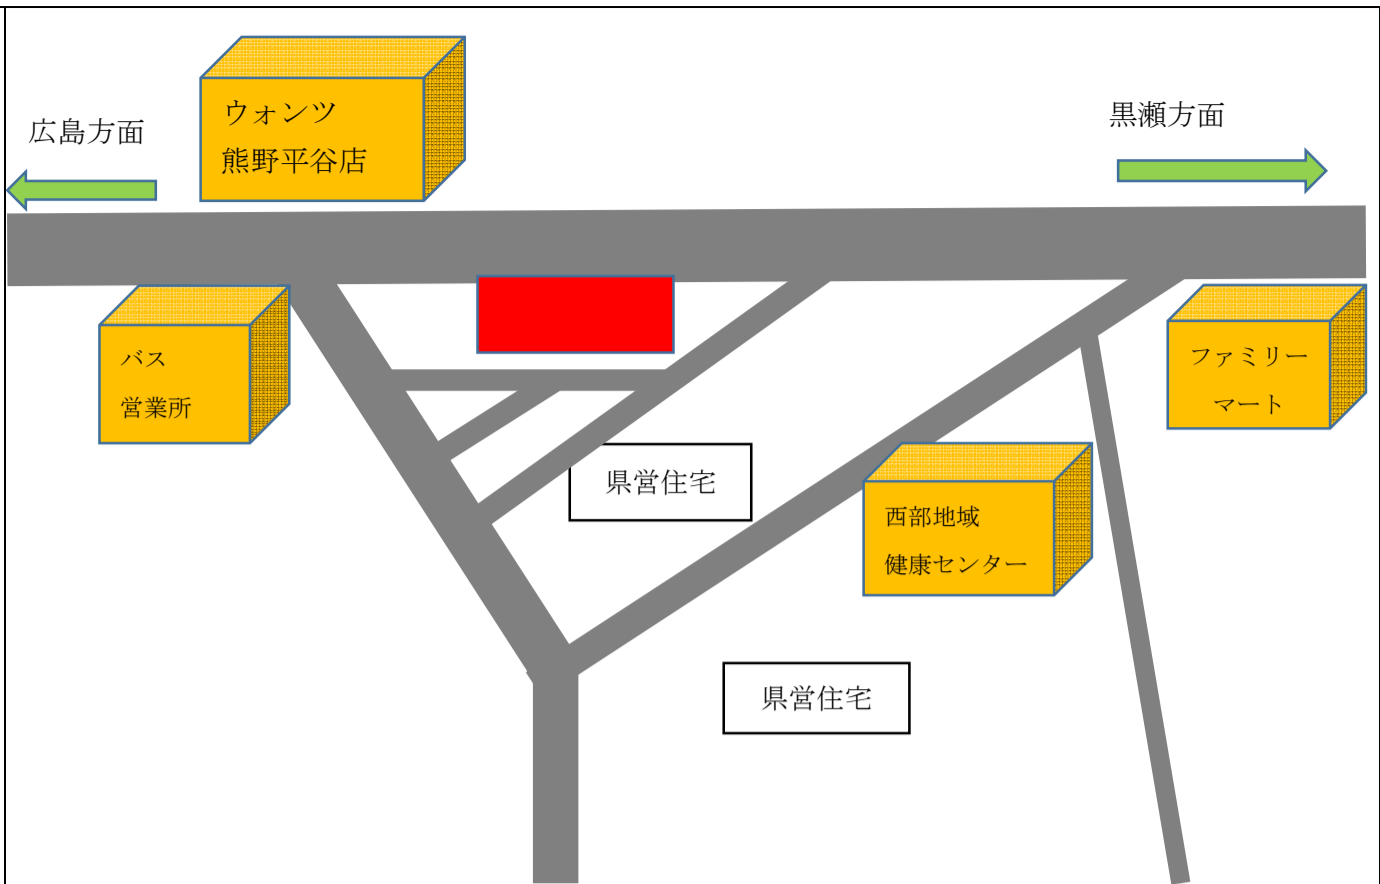 広島方面
ウォンツ
熊野平谷店
黒瀬方面
バス
営業所
ファミリー
マート
県営住宅
西部地域
健康センター
県営住宅